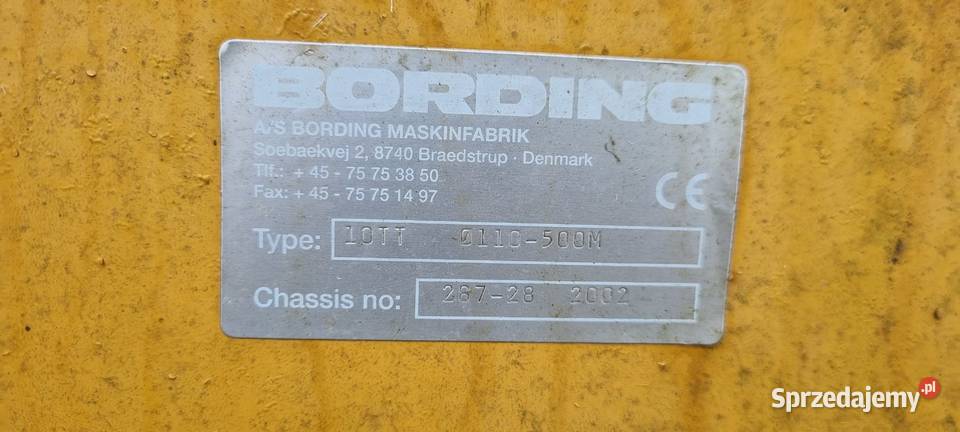 BORDING
A/S BORDING MASKINFABRIK
Soebaekvej 2, 8740 Braedstrup · Denmark
Tlf.: + 45 - 75 75 38 50
Fax: + 45 - 75 75 14 97
CE
Type: 10TT 0110-500M
Chassis no: 287-28 2002
Sprzedajemy.pl